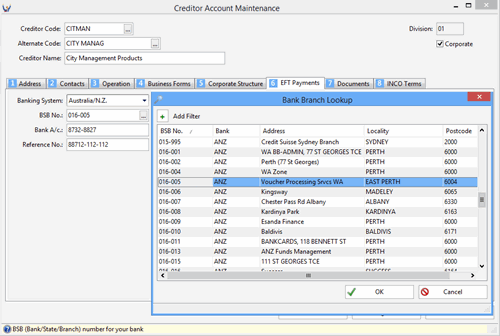 Creditor Account Maintenance
Creditor Code: CITMAN ... Division: 01
Alternate Code: CITY MANAG ... Corporate
Creditor Name: City Management Products
1 Address 2 Contacts 3 Operation 4 Business Forms 5 Corporate Structure 6 EFT Payments 7 Documents 8 INCO Terms
Banking System: Australia/N.Z.
BSB No.: 016-005 ...
Bank A/c.: 8732-8827
Reference No.: 88712-112-112
Bank Branch Lookup
Add Filter
BSB No. Bank Address Locality Postcode
015-995 ANZ Credit Suisse Sydney Branch SYDNEY 2000
016-001 ANZ WA BB-ADMIN, 77 ST GEORGES TCE PERTH 6000
016-002 ANZ Perth (77 St Georges) PERTH 6000
016-004 ANZ WA Zone PERTH 6000
016-005 ANZ Voucher Processing Srvcs WA EAST PERTH 6004
016-006 ANZ Kingsway MADELEY 6065
016-007 ANZ Chester Pass Rd Albany ALBANY 6330
016-008 ANZ Kardinya Park KARDINYA 6163
016-009 ANZ Esanda Finance PERTH 6000
016-010 ANZ Baldivis BALDIVIS 6171
016-011 ANZ BANKCARDS, 118 BENNETT ST PERTH 6000
016-013 ANZ ANZ Funds Management PERTH 6000
016-015 ANZ 111 ST GEORGES TCE PERTH 6000
OK Cancel
BSB (Bank/State/Branch) number for your bank